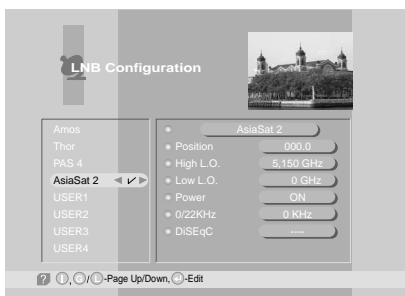 LNB Configuration
Amos
Thor
PAS 4
AsiaSat 2
USER1
USER2
USER3
USER4
AsiaSat 2
Position 000.0
High L.O. 5,150 GHz
Low L.O. 0 GHz
Power ON
0/22KHz 0 KHz
DiSEqC ----
? , G / L -Page Up/Down, -Edit